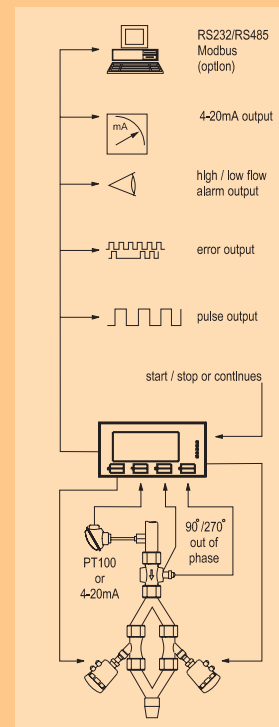 RS232/RS485
Modbus
(option)
4-20mA output
mA
high / low flow
alarm output
error output
pulse output
start / stop or continues
90°/270°
out of
phase
PT100
or
4-20mA